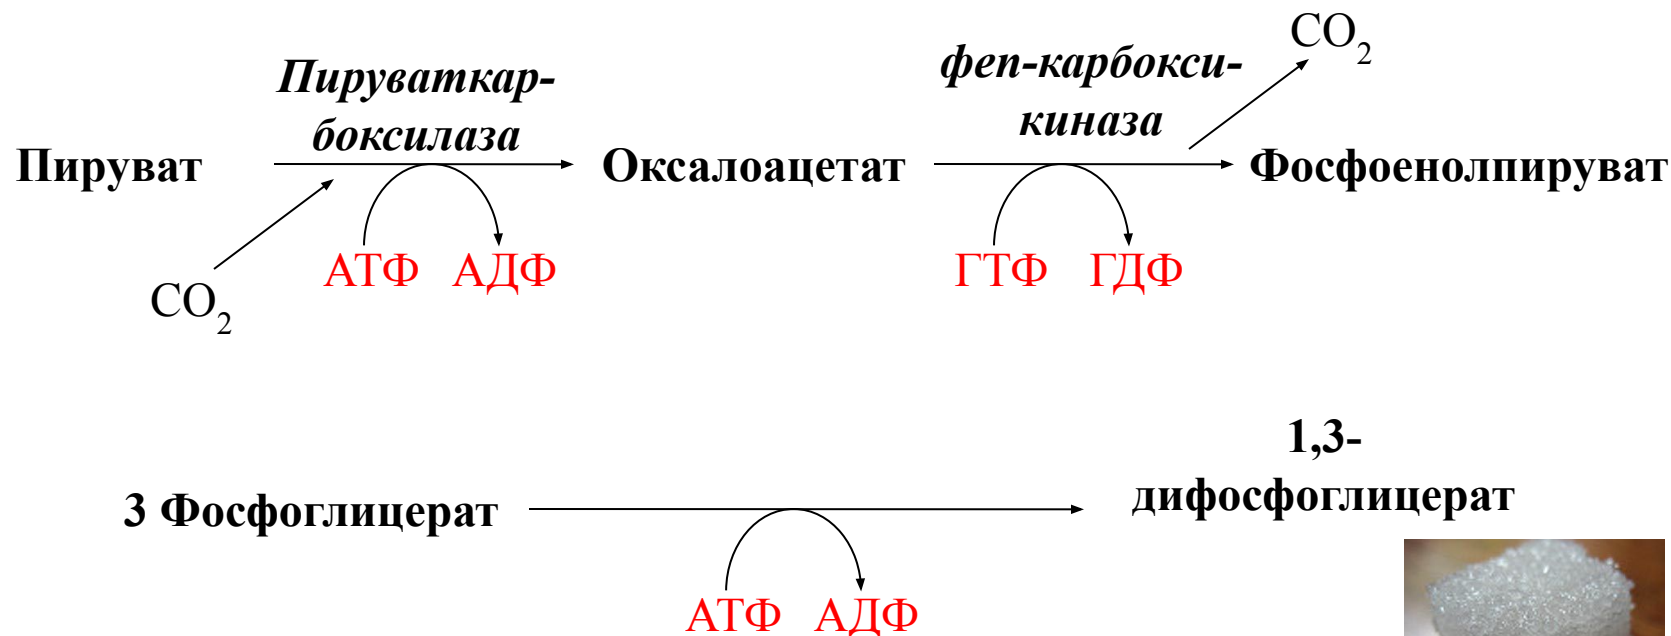 CO2
Пируваткар-
боксилаза
феп-карбокси-
киназа
Пируват
Оксалоацетат
Фосфоенолпируват
АТФ АДФ
ГТФ ГДФ
CO2
1,3-
дифосфоглицерат
3 Фосфоглицерат
АТФ АДФ